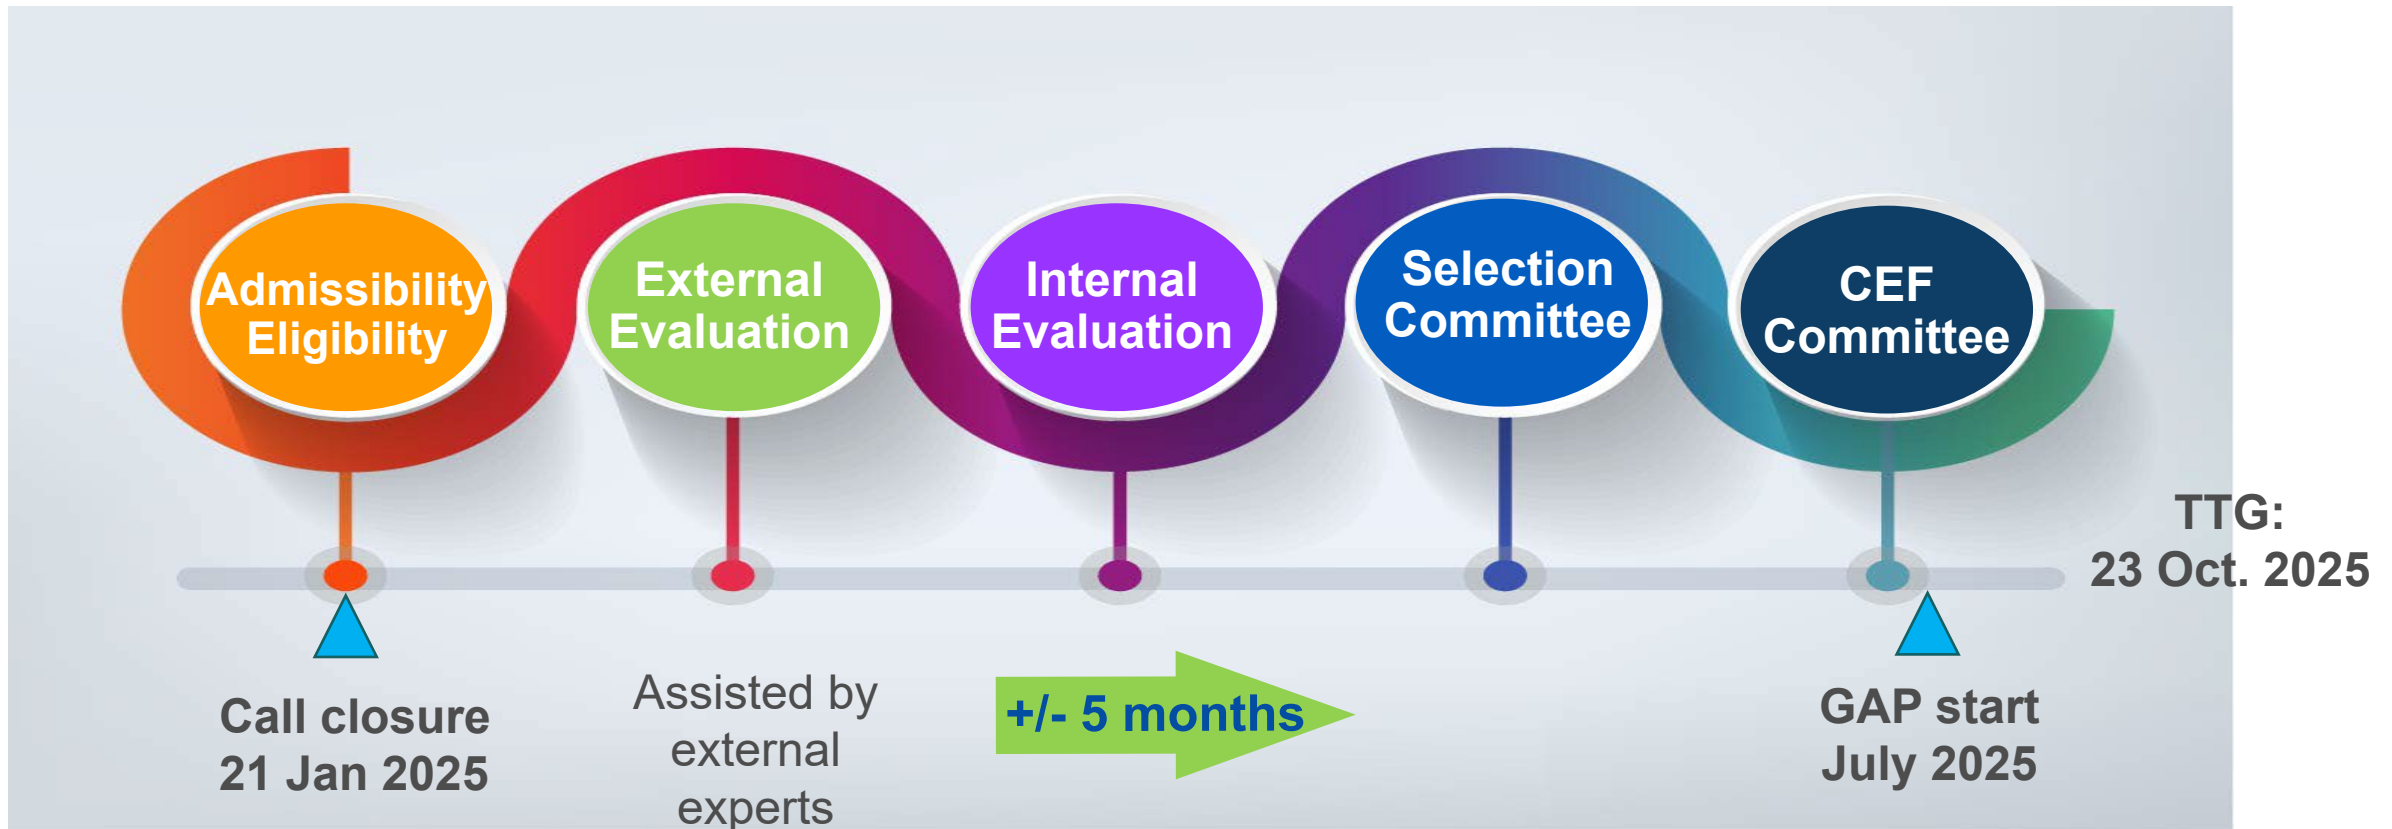 Admissibility
Eligibility
External
Evaluation
Internal
Evaluation
Selection
Committee
CEF
Committee
TTG:
23 Oct. 2025
Call closure
21 Jan 2025
Assisted by
external
experts
+/- 5 months
GAP start
July 2025